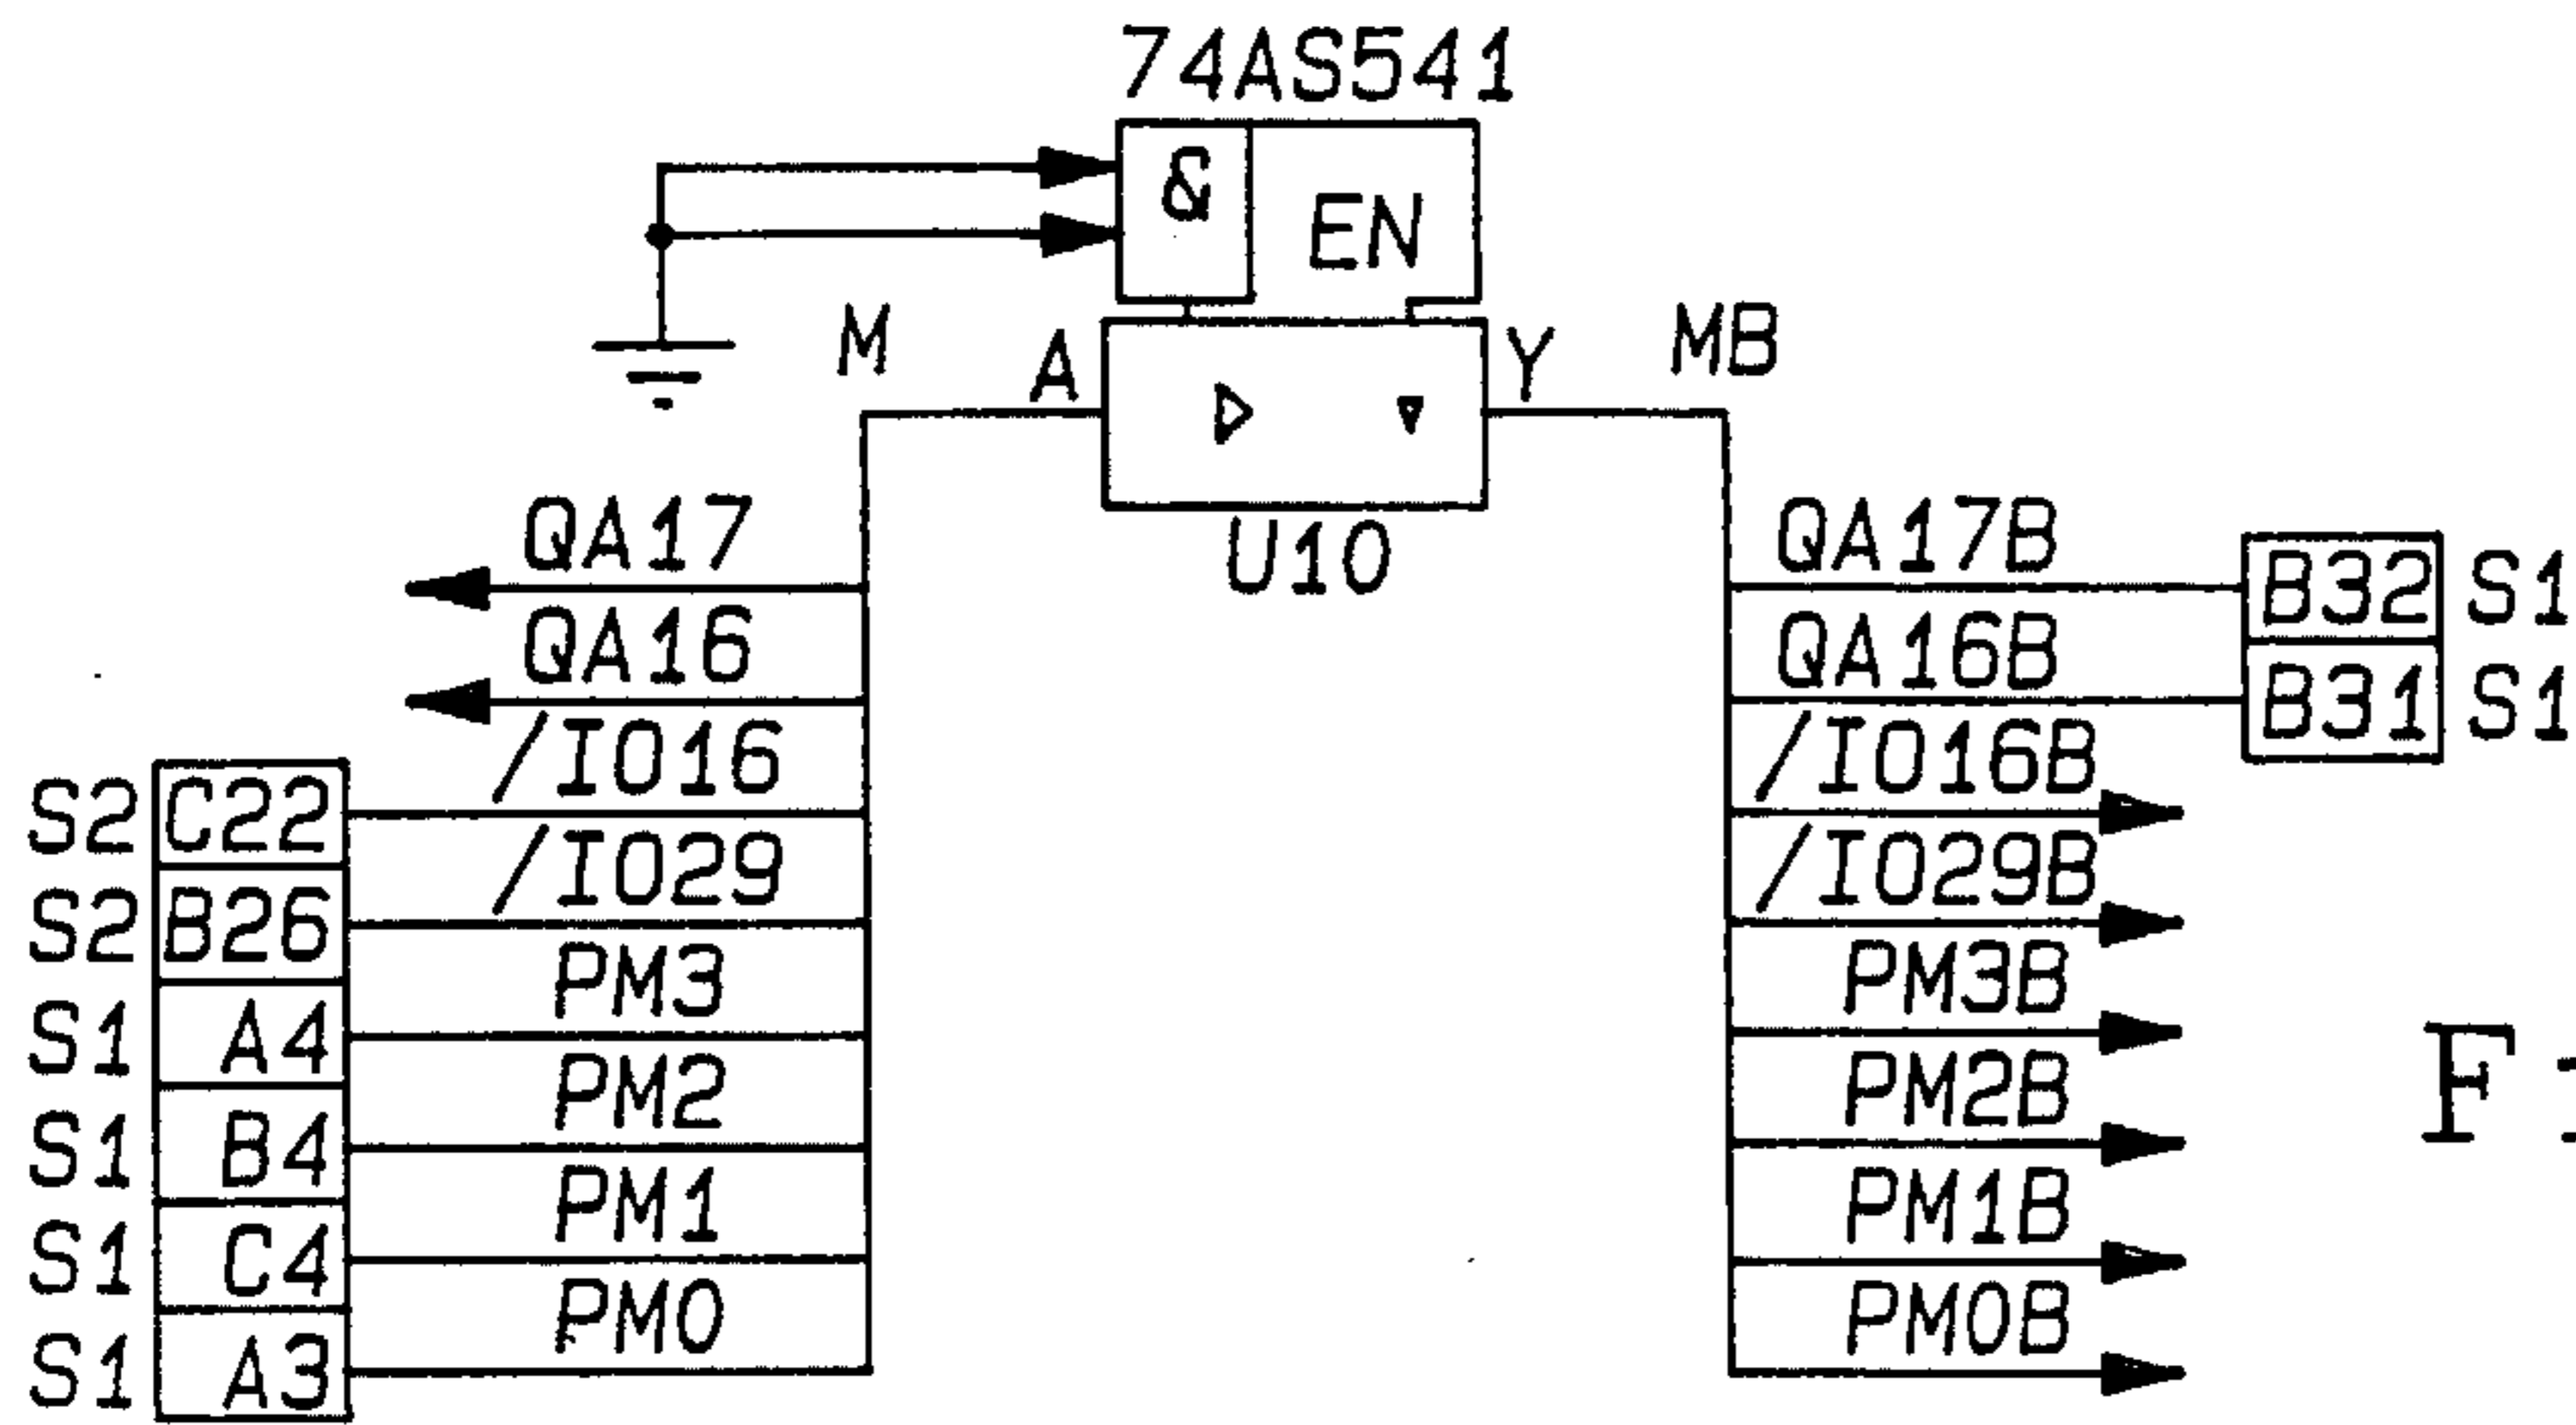 74AS541
&
EN
M
A
Y
MB
U10
QA17
QA17B
B32 S1
QA16
QA16B
B31 S1
/IO16
/IO16B
S2 C22
/IO29
/IO29B
S2 B26
PM3
PM3B
S1 A4
PM2
PM2B
S1 B4
PM1
PM1B
S1 C4
PM0
PM0B
S1 A3
F